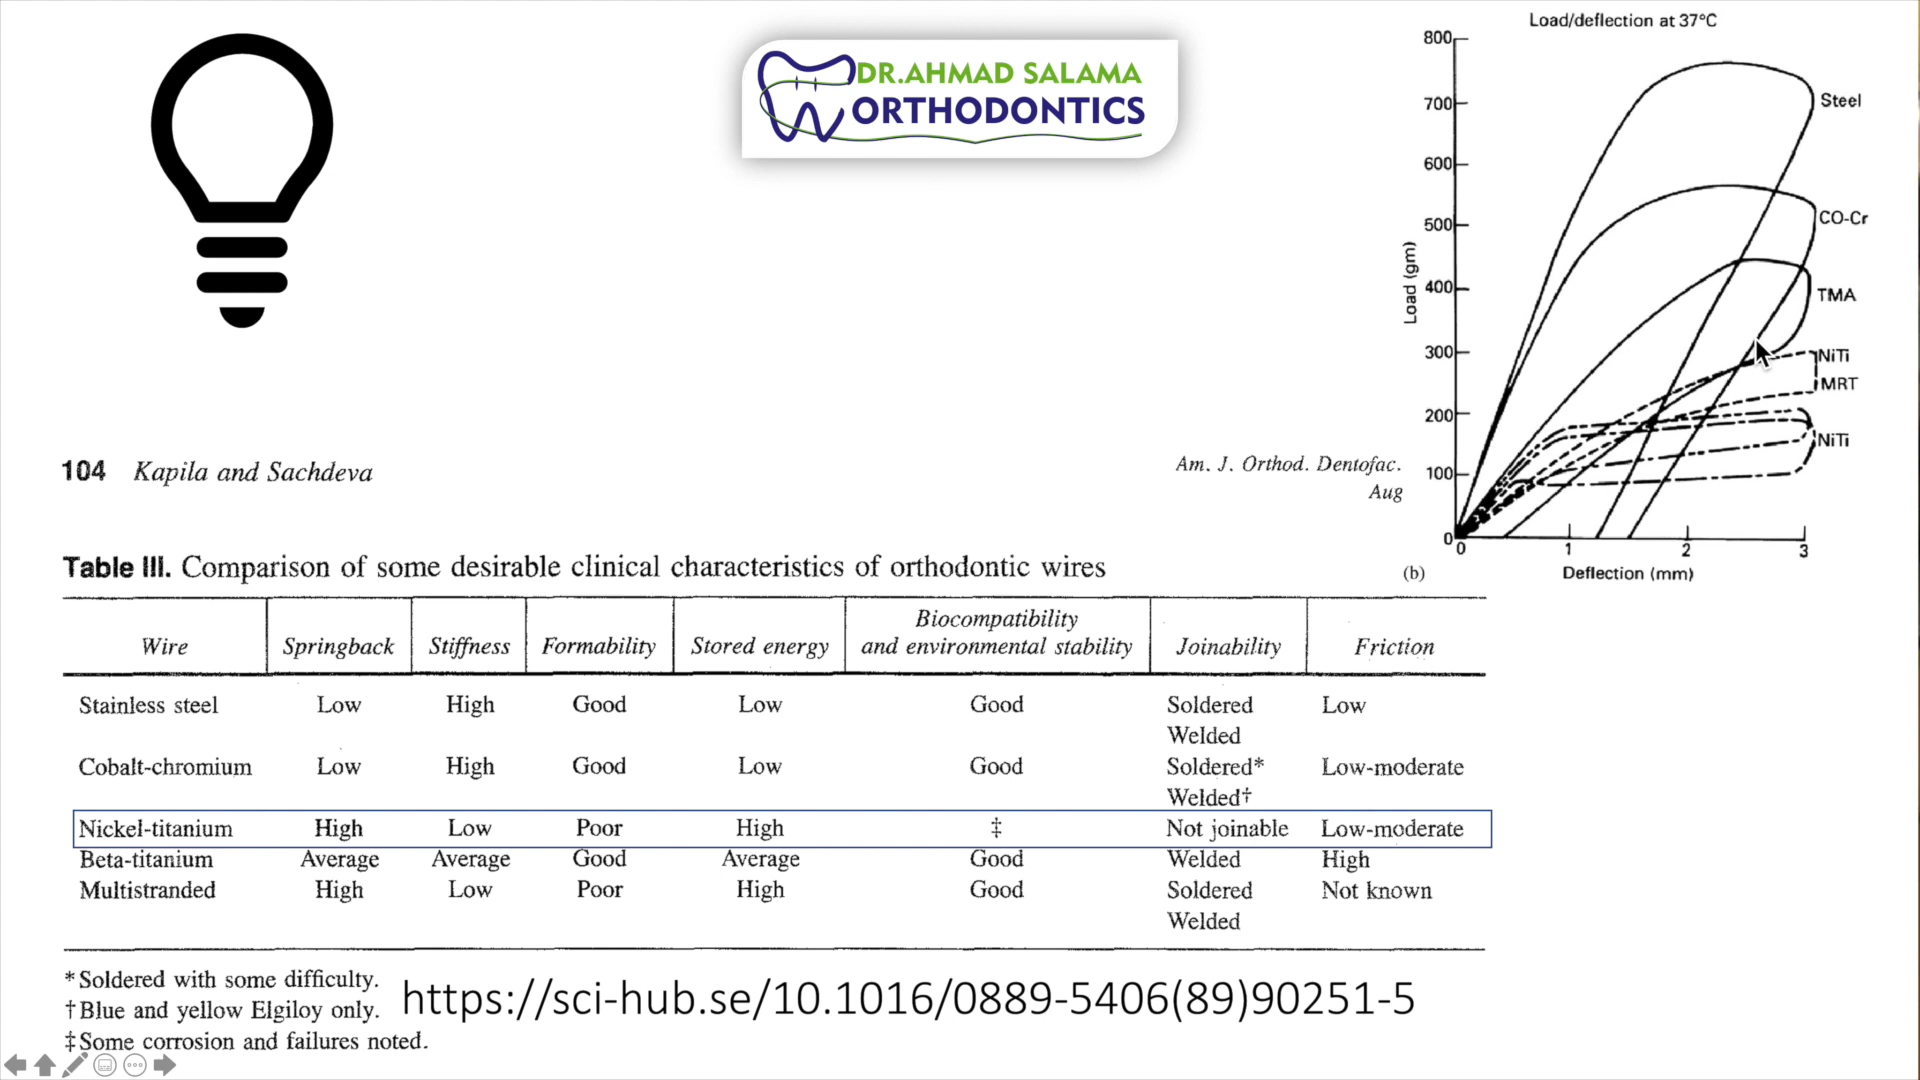 DR.AHMAD SALAMA
ORTHODONTICS
Load/deflection at 37°C
800
700
600
500
400
300
200
100
0
Load (gm)
Steel
CO-Cr
TMA
NiTi
MRT
NiTi
0 1 2 3
(b) Deflection (mm)
104 Kapila and Sachdeva
Am. J. Orthod. Dentofac.
Aug
Table III. Comparison of some desirable clinical characteristics of orthodontic wires
Wire Springback Stiffness Formability Stored energy Biocompatibility and environmental stability Joinability Friction
Stainless steel Low High Good Low Good Soldered Low
Welded
Cobalt-chromium Low High Good Low Good Soldered* Low-moderate
Welded†
Nickel-titanium High Low Poor High ‡ Not joinable Low-moderate
Beta-titanium Average Average Good Average Good Welded High
Multistranded High Low Poor High Good Soldered Not known
Welded
*Soldered with some difficulty.
†Blue and yellow Elgiloy only.
‡Some corrosion and failures noted.
https://sci-hub.se/10.1016/0889-5406(89)90251-5